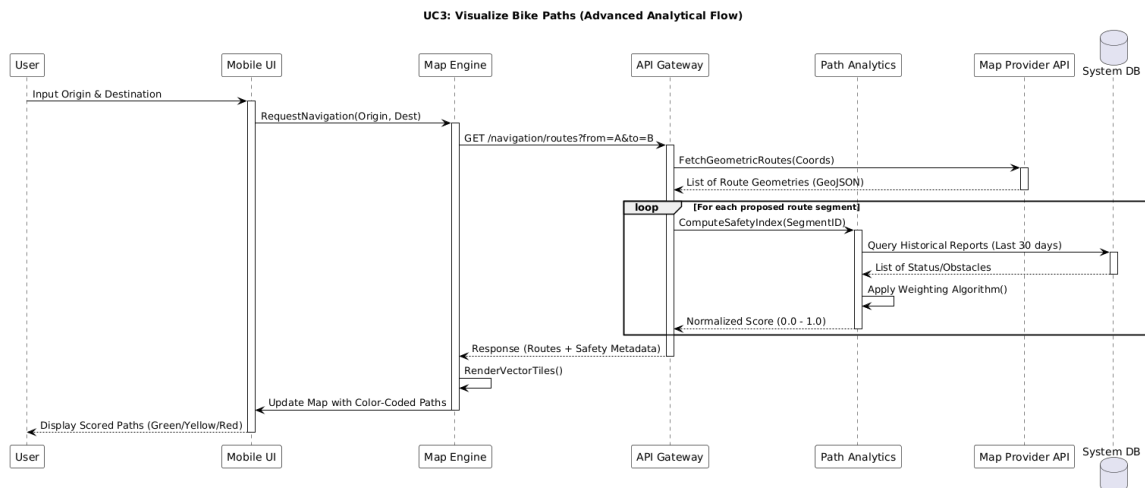 UC3: Visualize Bike Paths (Advanced Analytical Flow)
User
Mobile UI
Map Engine
API Gateway
Path Analytics
Map Provider API
System DB
Input Origin & Destination
RequestNavigation(Origin, Dest)
GET /navigation/routes?from=A&to=B
FetchGeometricRoutes(Coords)
List of Route Geometries (GeoJSON)
loop
[For each proposed route segment]
ComputeSafetyIndex(SegmentID)
Query Historical Reports (Last 30 days)
List of Status/Obstacles
Apply Weighting Algorithm()
Normalized Score (0.0 - 1.0)
Response (Routes + Safety Metadata)
RenderVectorTiles()
Update Map with Color-Coded Paths
Display Scored Paths (Green/Yellow/Red)
User
Mobile UI
Map Engine
API Gateway
Path Analytics
Map Provider API
System DB